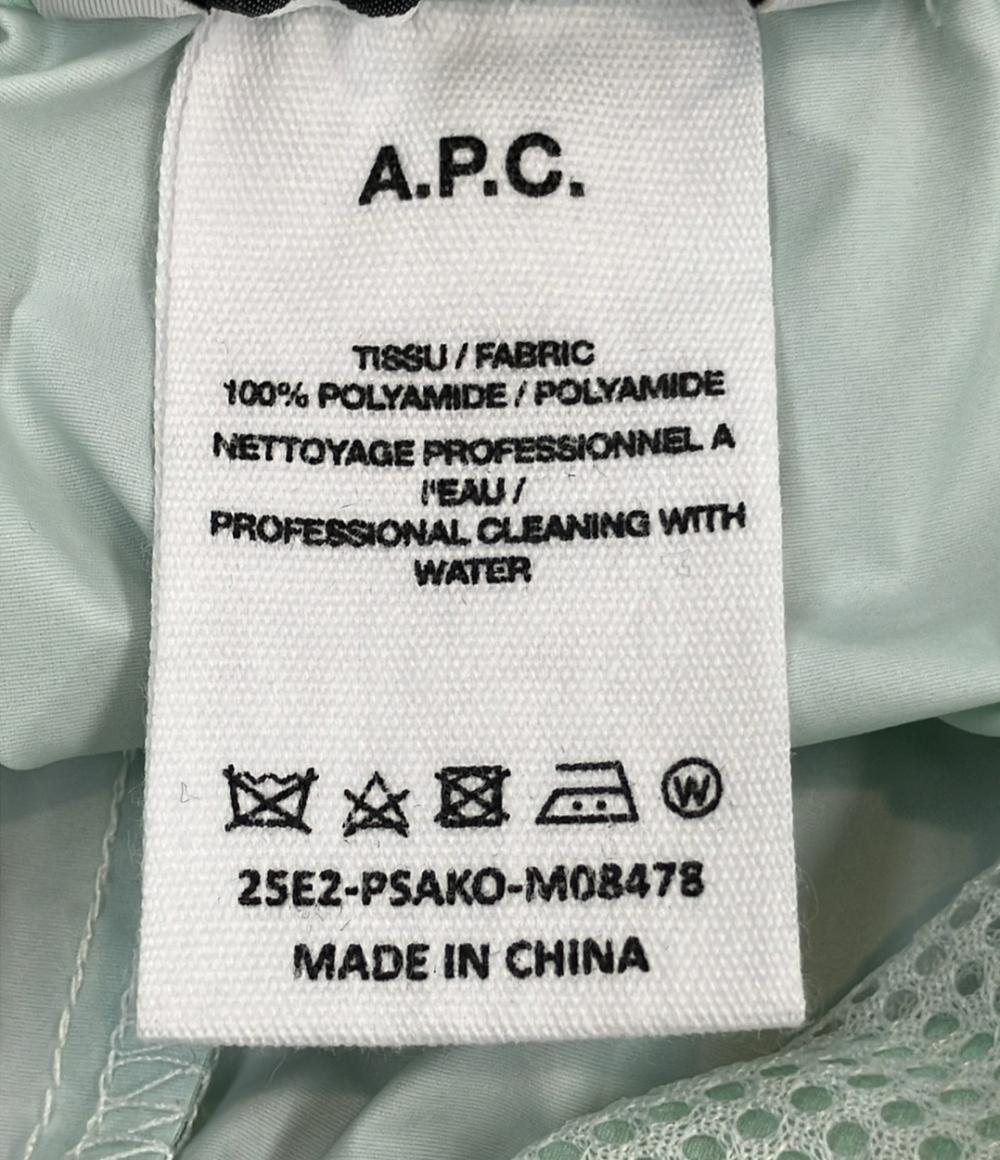 A.P.C.
TISSU / FABRIC
100% POLYAMIDE / POLYAMIDE
NETTOYAGE PROFESSIONNEL A
l'EAU /
PROFESSIONAL CLEANING WITH
WATER
W
25E2-PSAKO-M08478
MADE IN CHINA